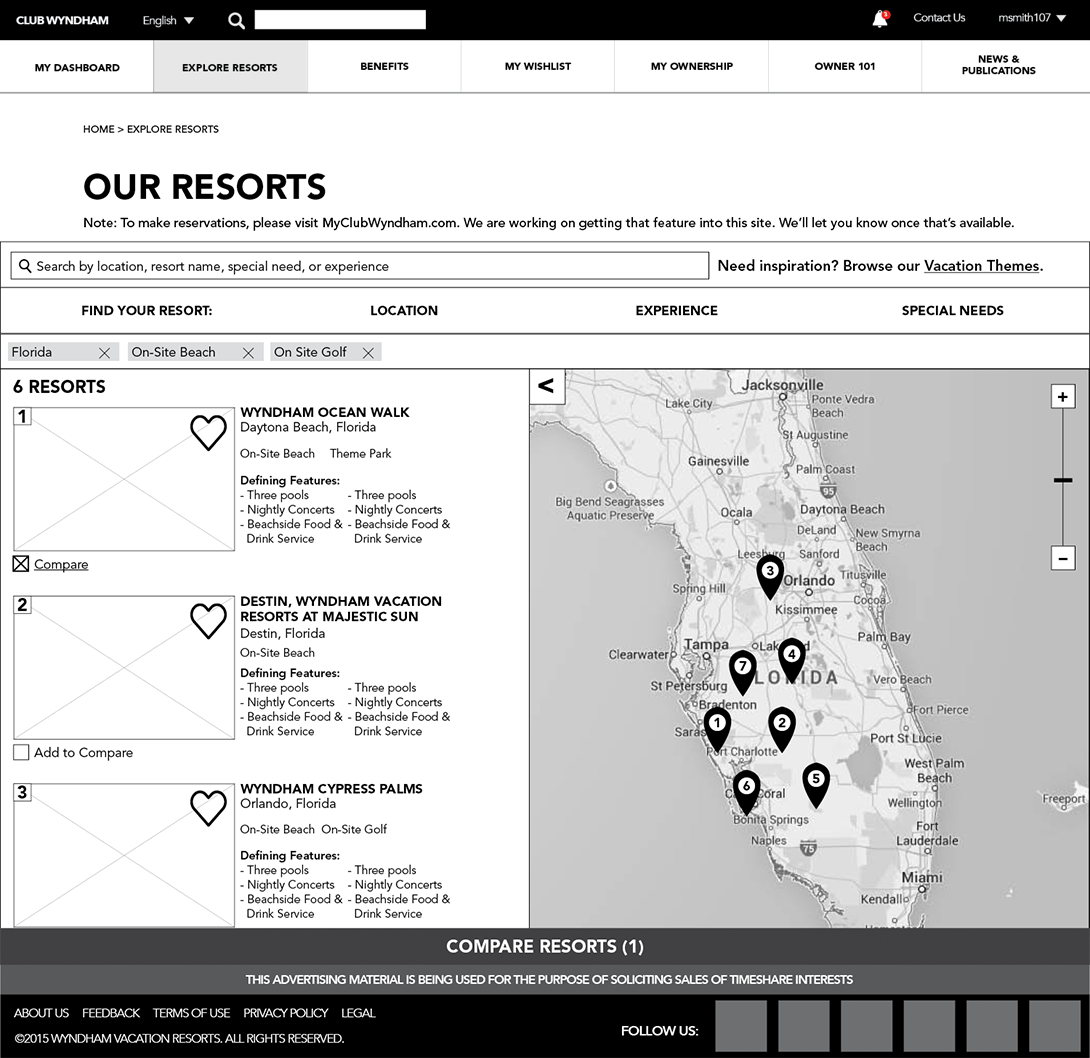 CLUB WYNDHAM English 5 Contact Us msmith107
MY DASHBOARD EXPLORE RESORTS BENEFITS MY WISHLIST MY OWNERSHIP OWNER 101 NEWS &
PUBLICATIONS
HOME > EXPLORE RESORTS
OUR RESORTS
Note: To make reservations, please visit MyClubWyndham.com. We are working on getting that feature into this site. We'll let you know once that's available.
Search by location, resort name, special need, or experience
Need inspiration? Browse our Vacation Themes.
FIND YOUR RESORT: LOCATION EXPERIENCE SPECIAL NEEDS
Florida On-Site Beach On Site Golf
6 RESORTS
1
WYNDHAM OCEAN WALK
Daytona Beach, Florida
On-Site Beach Theme Park
Defining Features:
- Three pools - Three pools
- Nightly Concerts - Nightly Concerts
- Beachside Food & - Beachside Food &
Drink Service Drink Service
Compare
2
DESTIN, WYNDHAM VACATION
RESORTS AT MAJESTIC SUN
Destin, Florida
On-Site Beach
Defining Features:
- Three pools - Three pools
- Nightly Concerts - Nightly Concerts
- Beachside Food & - Beachside Food &
Drink Service Drink Service
Add to Compare
3
WYNDHAM CYPRESS PALMS
Orlando, Florida
On-Site Beach On-Site Golf
Defining Features:
- Three pools - Three pools
- Nightly Concerts - Nightly Concerts
- Beachside Food & - Beachside Food &
Drink Service Drink Service
<
+
−
Jacksonville
Lake City
Ponte Vedra
Beach
St Augustine
Gainesville
Palm Coast
95
Big Bend Seagrasses
Aquatic Preserve
Ocala
Daytona Beach
DeLand
New Smyrna
Beach
Leesburg
Sanford
3
Orlando
Titusville
Spring Hill
Cocoa
Kissimmee
Palm Bay
Tampa
Clearwater
4
7
St Petersburg
Vero Beach
Bradenton
Fort Pierce
1
2
Port St Lucie
Port Charlotte
West Palm
Beach
5
6
Wellington
Freeport
Bonita Springs
Fort
Lauderdale
Naples
75
Miami
Kendall
COMPARE RESORTS (1)
THIS ADVERTISING MATERIAL IS BEING USED FOR THE PURPOSE OF SOLICITING SALES OF TIMESHARE INTERESTS
ABOUT US FEEDBACK TERMS OF USE PRIVACY POLICY LEGAL
©2015 WYNDHAM VACATION RESORTS. ALL RIGHTS RESERVED.
FOLLOW US: